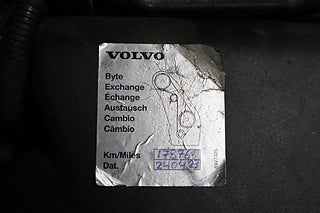 VOLVO
Byte
Exchange
Échange
Austausch
Cambio
Câmbio
Km/Miles
Dat.